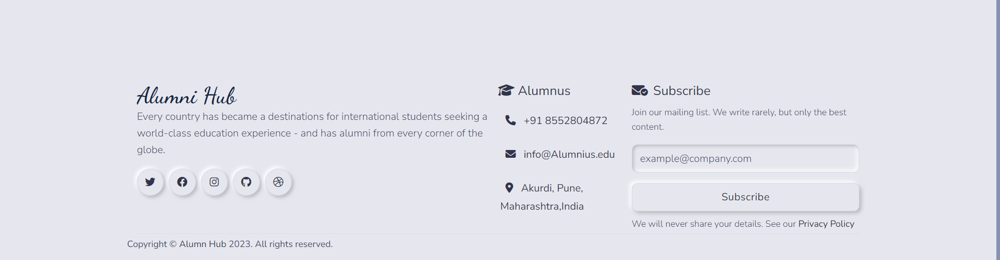 Alumni Hub
Every country has became a destinations for international students seeking a
world-class education experience - and has alumni from every corner of the
globe.
Alumnus
+91 8552804872
info@Alumnius.edu
Akurdi, Pune,
Maharashtra,India
Subscribe
Join our mailing list. We write rarely, but only the best
content.
example@company.com
Subscribe
We will never share your details. See our Privacy Policy
Copyright © Alumn Hub 2023. All rights reserved.